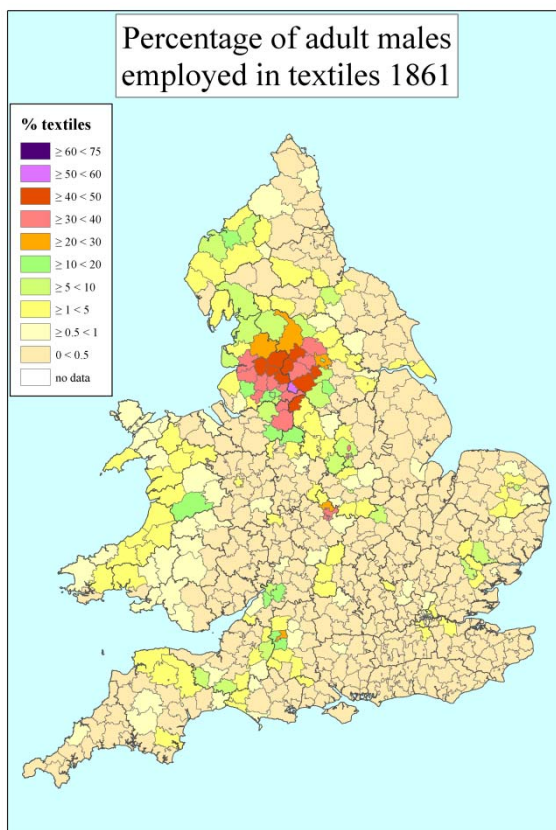 Percentage of adult males
employed in textiles 1861
% textiles
≥ 60 < 75
≥ 50 < 60
≥ 40 < 50
≥ 30 < 40
≥ 20 < 30
≥ 10 < 20
≥ 5 < 10
≥ 1 < 5
≥ 0.5 < 1
0 < 0.5
no data